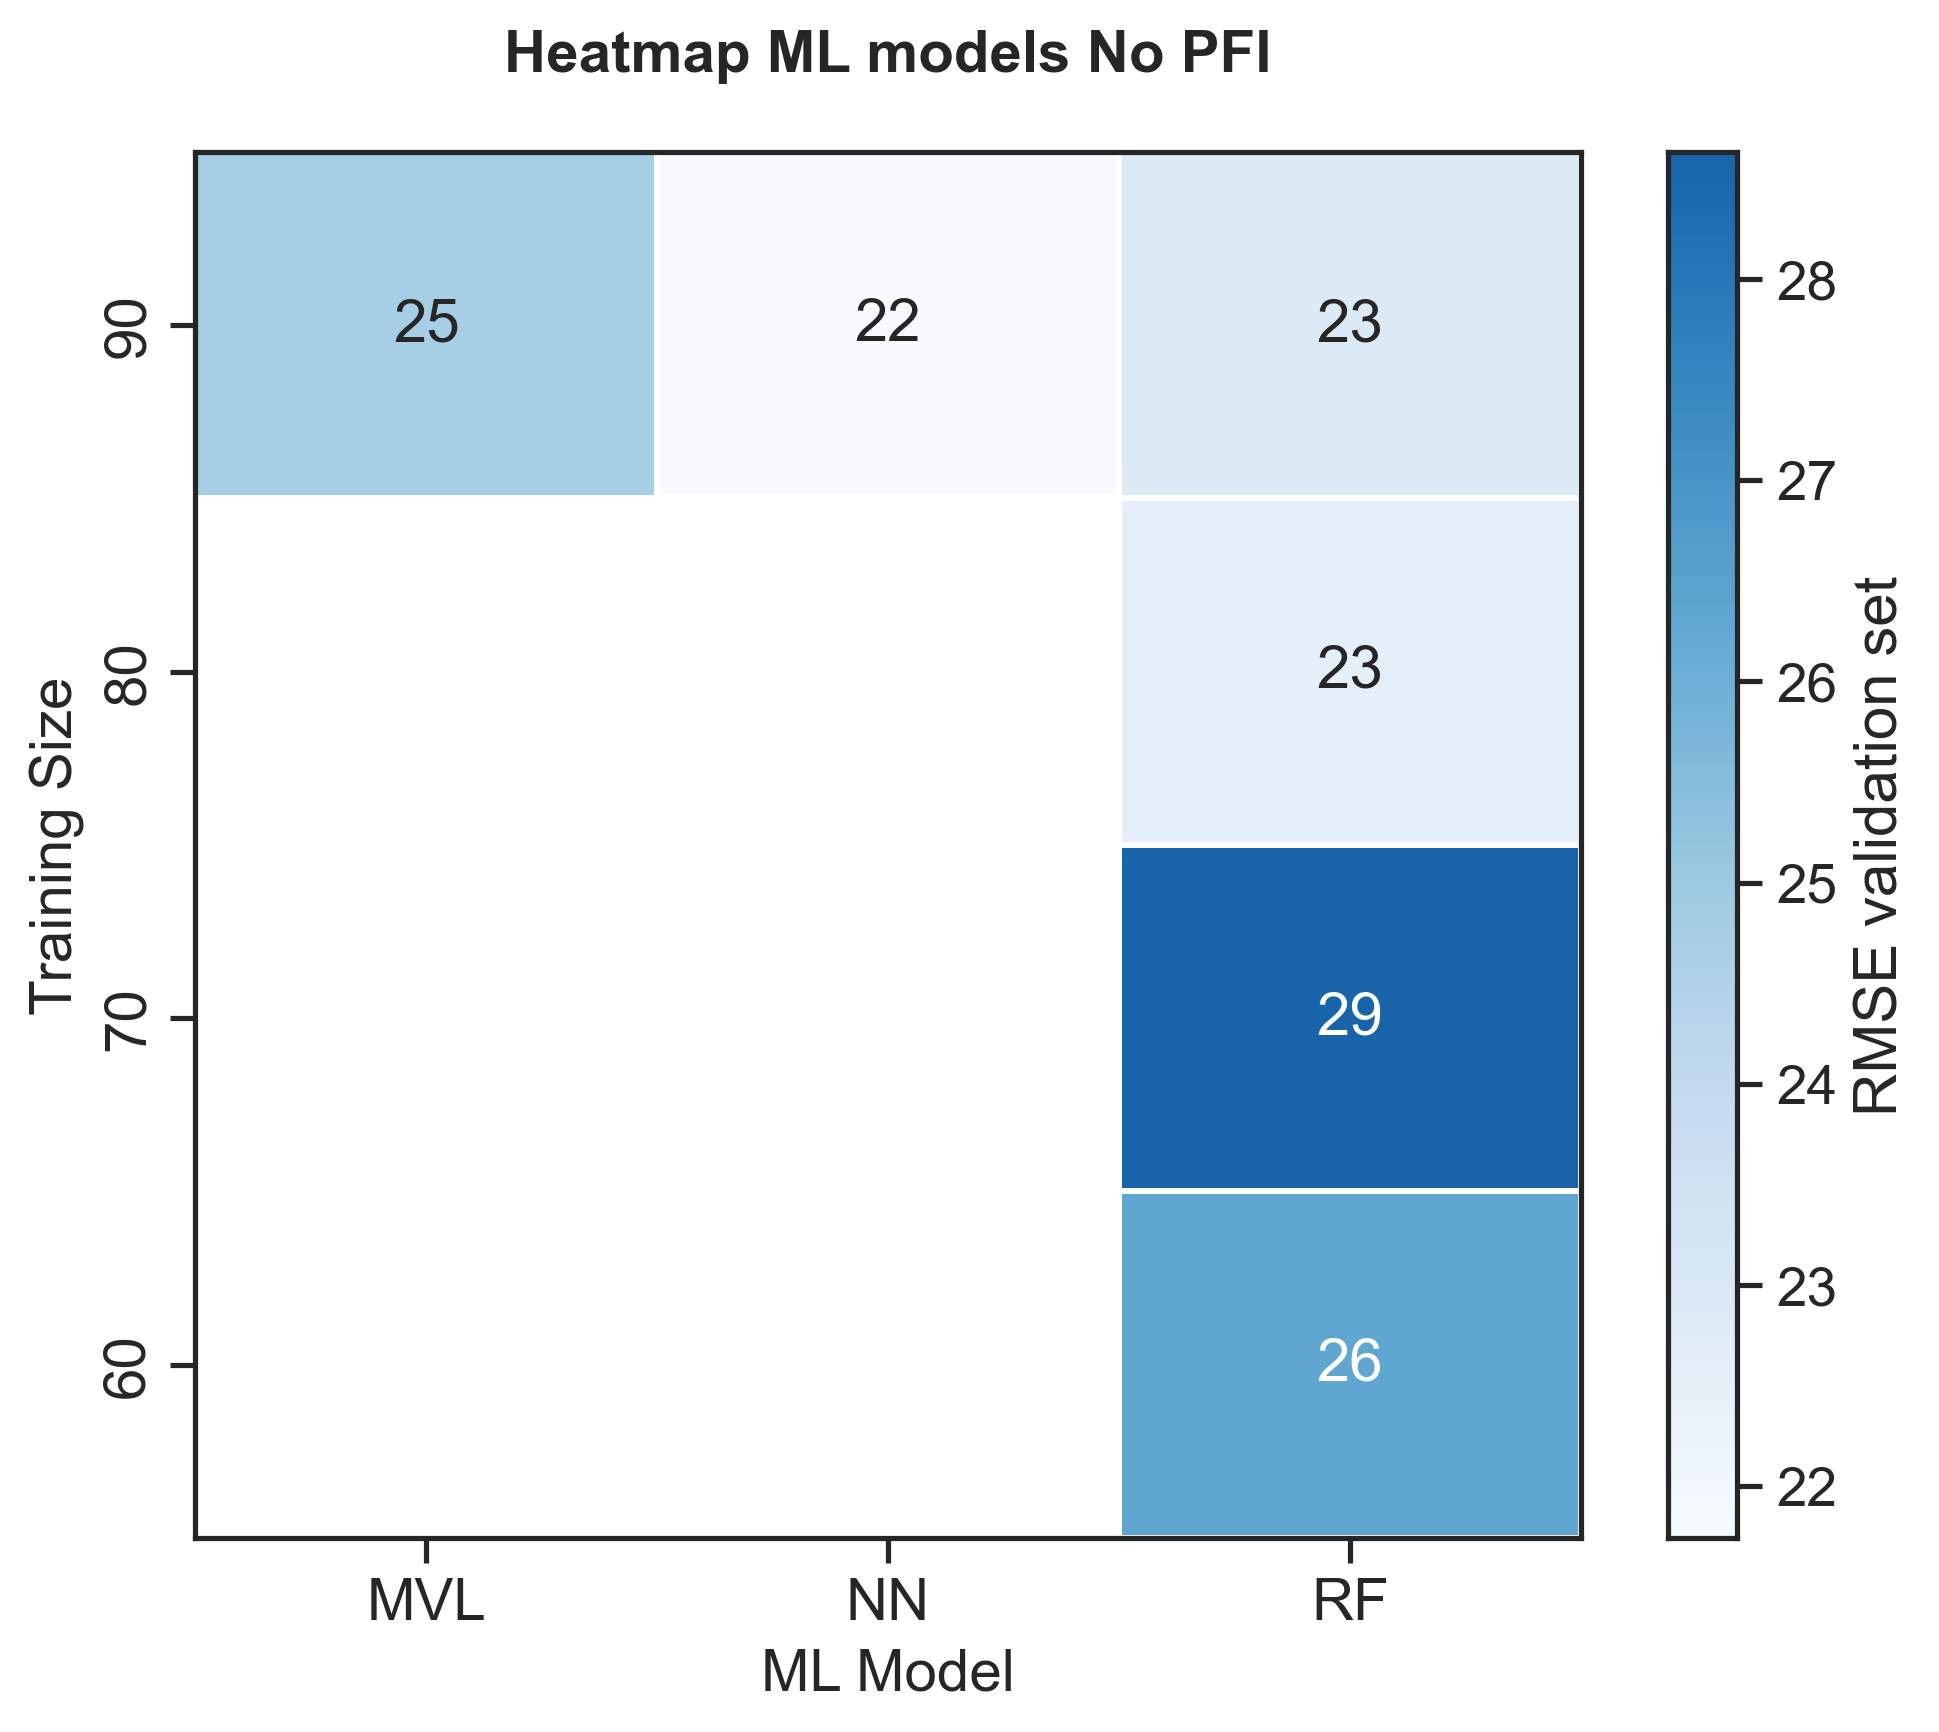 Heatmap ML models No PFI
90
25
22
23
80
23
70
29
60
26
MVL
NN
RF
ML Model
Training Size
28
27
26
25
24
23
22
RMSE validation set